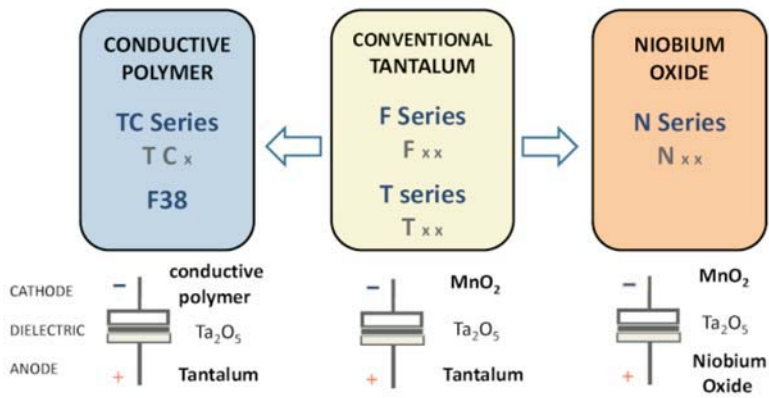 CONDUCTIVE
POLYMER
TC Series
T C x
F38
CONVENTIONAL
TANTALUM
F Series
F x x
T series
T x x
NIOBIUM
OXIDE
N Series
N x x
CATHODE
DIELECTRIC
ANODE
−
conductive
polymer
Ta₂O₅
+
Tantalum
−
MnO₂
Ta₂O₅
+
Tantalum
−
MnO₂
Ta₂O₅
+
Niobium
Oxide